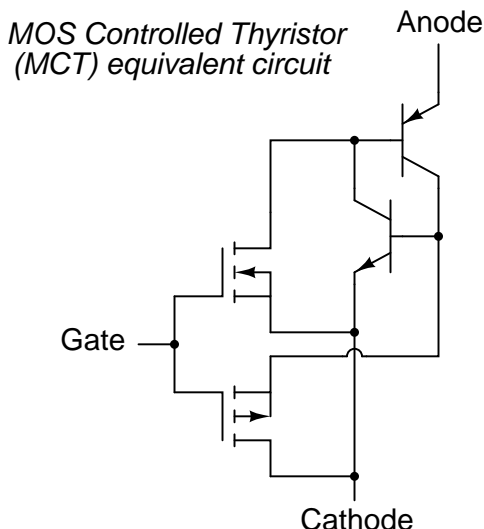 MOS Controlled Thyristor
(MCT) equivalent circuit
Anode
Gate
Cathode